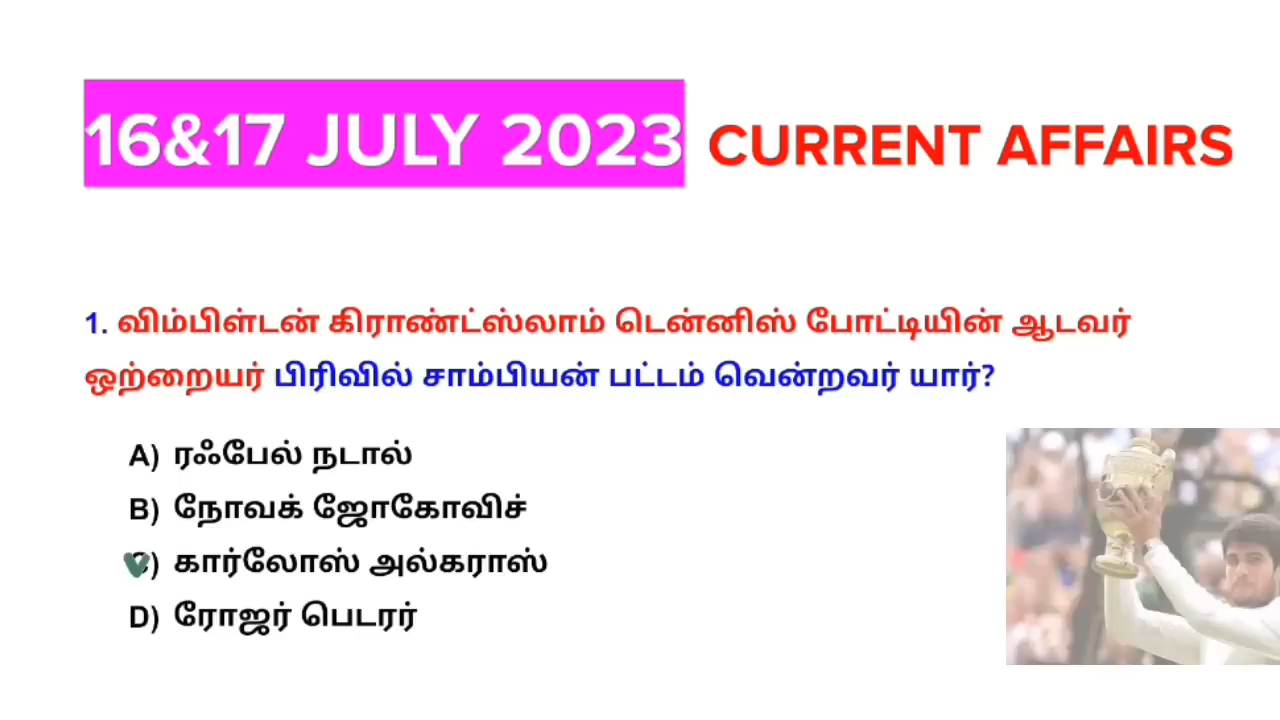 16&17 JULY 2023 CURRENT AFFAIRS
1. விம்பிள்டன் கிராண்ட்ஸ்லாம் டென்னிஸ் போட்டியின் ஆடவர்
ஒற்றையர் பிரிவில் சாம்பியன் பட்டம் வென்றவர் யார்?
A) ரஃபேல் நடால்
B) நோவக் ஜோகோவிச்
C) கார்லோஸ் அல்கராஸ்
D) ரோஜர் பெடரர்